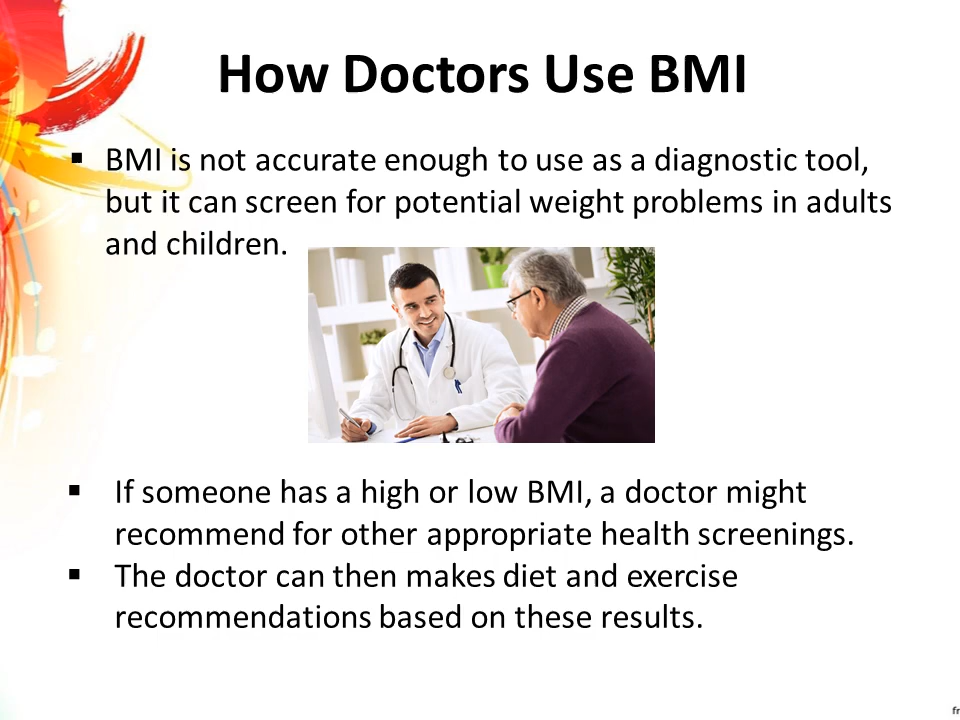 How Doctors Use BMI
▪ BMI is not accurate enough to use as a diagnostic tool,
but it can screen for potential weight problems in adults
and children.
▪ If someone has a high or low BMI, a doctor might
recommend for other appropriate health screenings.
▪ The doctor can then makes diet and exercise
recommendations based on these results.
fr